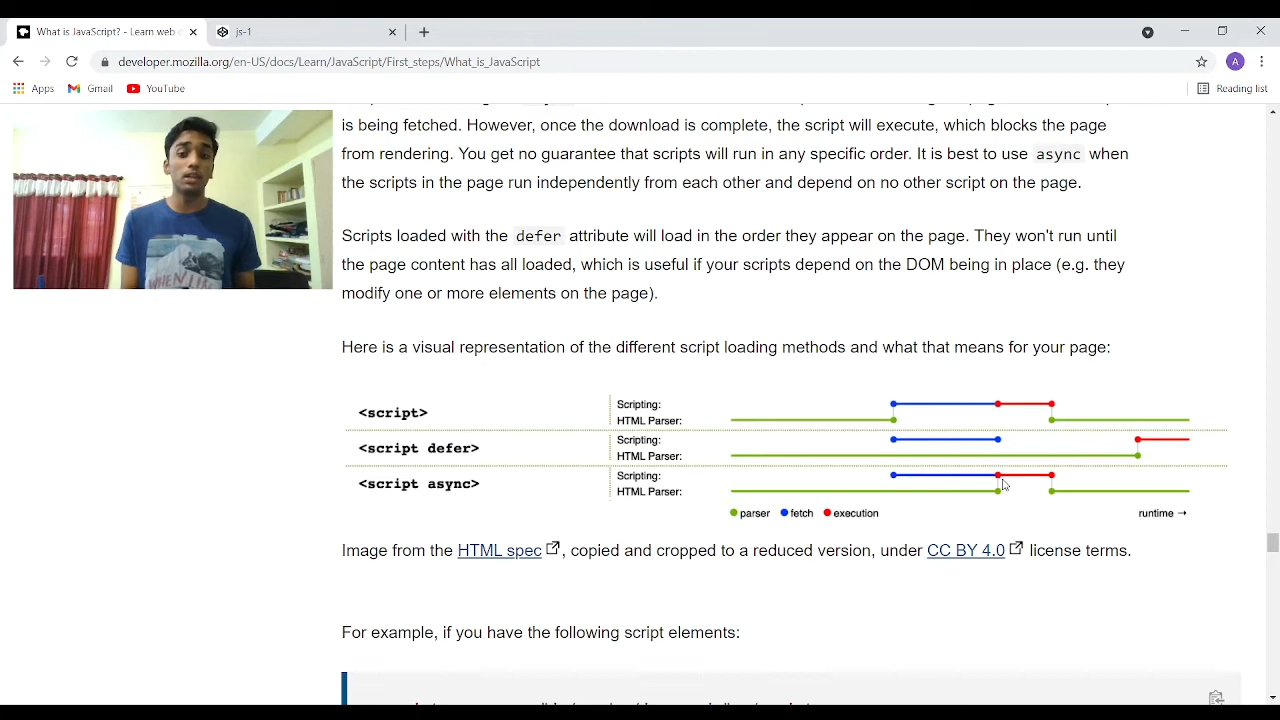 What is JavaScript? - Learn web
js-1
developer.mozilla.org/en-US/docs/Learn/JavaScript/First_steps/What_is_JavaScript
A
Apps
Gmail
YouTube
Reading list
is being fetched. However, once the download is complete, the script will execute, which blocks the page
from rendering. You get no guarantee that scripts will run in any specific order. It is best to use async when
the scripts in the page run independently from each other and depend on no other script on the page.
Scripts loaded with the defer attribute will load in the order they appear on the page. They won't run until
the page content has all loaded, which is useful if your scripts depend on the DOM being in place (e.g. they
modify one or more elements on the page).
Here is a visual representation of the different script loading methods and what that means for your page:
<script>
Scripting:
HTML Parser:
<script defer>
Scripting:
HTML Parser:
<script async>
Scripting:
HTML Parser:
parser fetch execution runtime →
Image from the HTML spec, copied and cropped to a reduced version, under CC BY 4.0 license terms.
For example, if you have the following script elements: